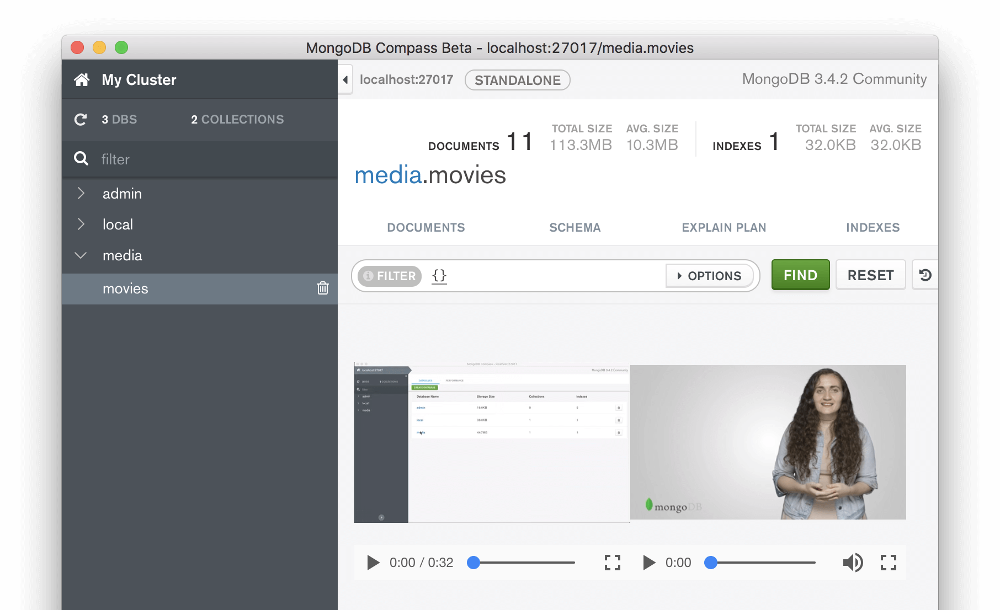 MongoDB Compass Beta - localhost:27017/media.movies
My Cluster
localhost:27017
STANDALONE
MongoDB 3.4.2 Community
3 DBS
2 COLLECTIONS
filter
admin
local
media
movies
DOCUMENTS 11
TOTAL SIZE
113.3MB
AVG. SIZE
10.3MB
INDEXES 1
TOTAL SIZE
32.0KB
AVG. SIZE
32.0KB
media.movies
DOCUMENTS
SCHEMA
EXPLAIN PLAN
INDEXES
FILTER {}
OPTIONS
FIND
RESET
MongoDB Compass - localhost:27017
localhost:27017
MongoDB 3.4.2 Community
3 DBS
3 COLLECTIONS
filter
admin
local
media
DATABASES
PERFORMANCE
CREATE DATABASE
Database Name Storage Size Collections Indexes
admin 16.0KB 0 2
local 36.0KB 1 1
media 44.7MB 1 1
mongoDB
0:00 / 0:32
0:00